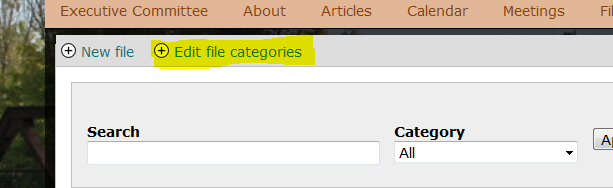 Executive Committee About Articles Calendar Meetings
New file Edit file categories
Search Category
All